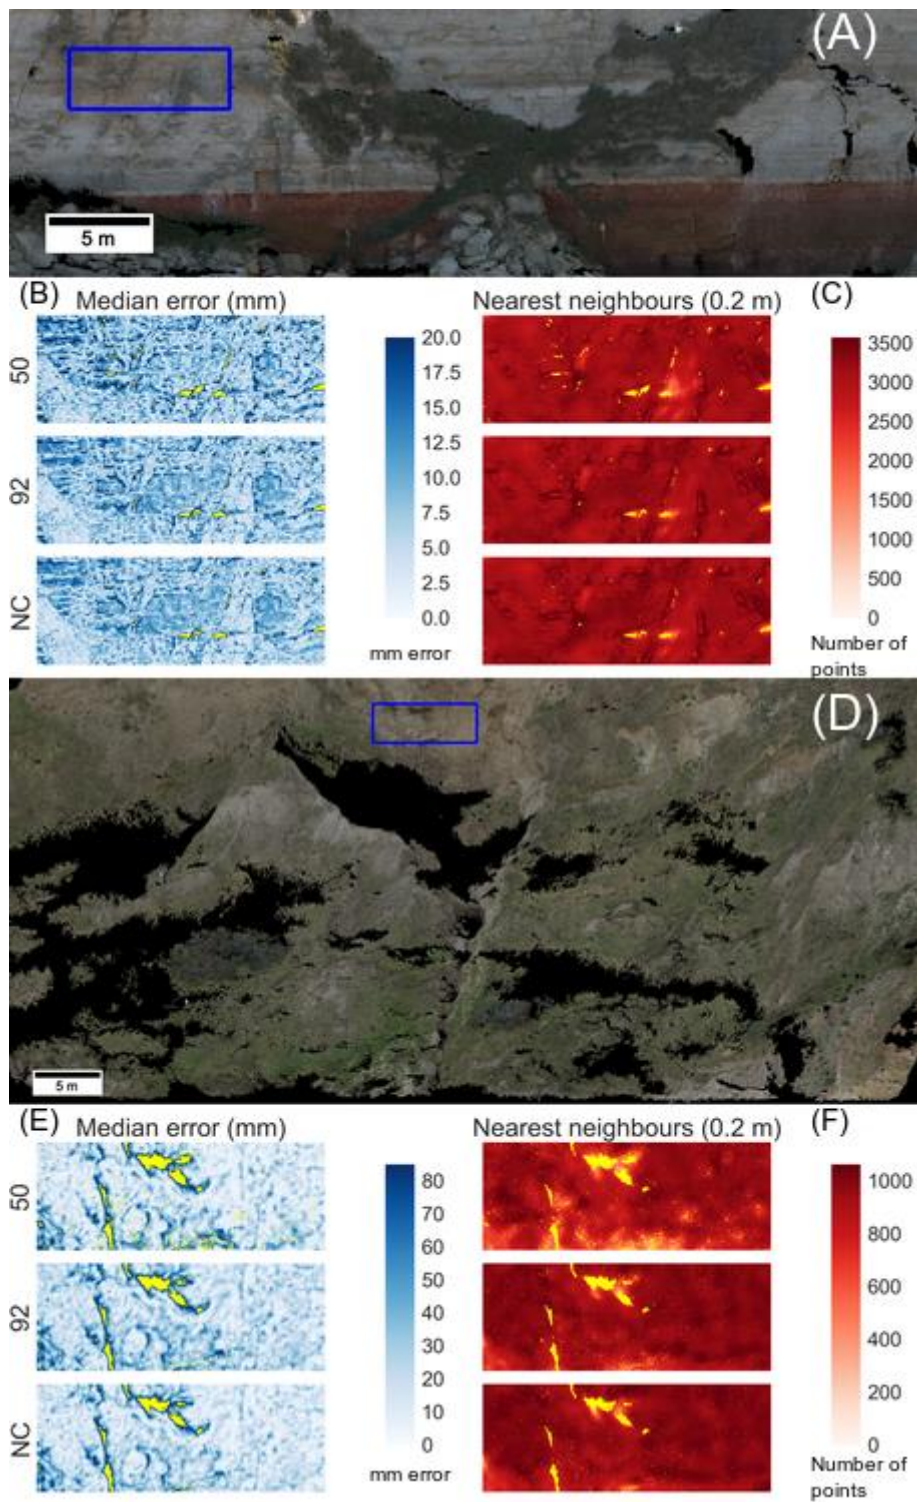 (A)
5 m
(B) Median error (mm) Nearest neighbours (0.2 m) (C)
50
92
NC
20.0
17.5
15.0
12.5
10.0
7.5
5.0
2.5
0.0
mm error
3500
3000
2500
2000
1500
1000
500
0
Number of
points
(D)
5 m
(E) Median error (mm) Nearest neighbours (0.2 m) (F)
50
92
NC
80
70
60
50
40
30
20
10
0
mm error
1000
800
600
400
200
0
Number of
points